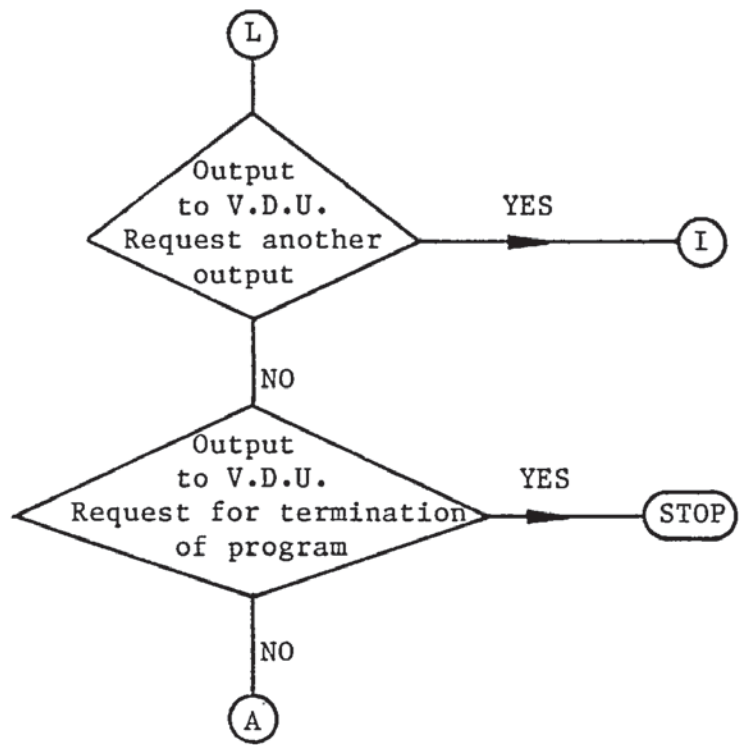 L
Output
to V.D.U.
Request another
output
YES
I
NO
Output
to V.D.U.
Request for termination
of program
YES
STOP
NO
A